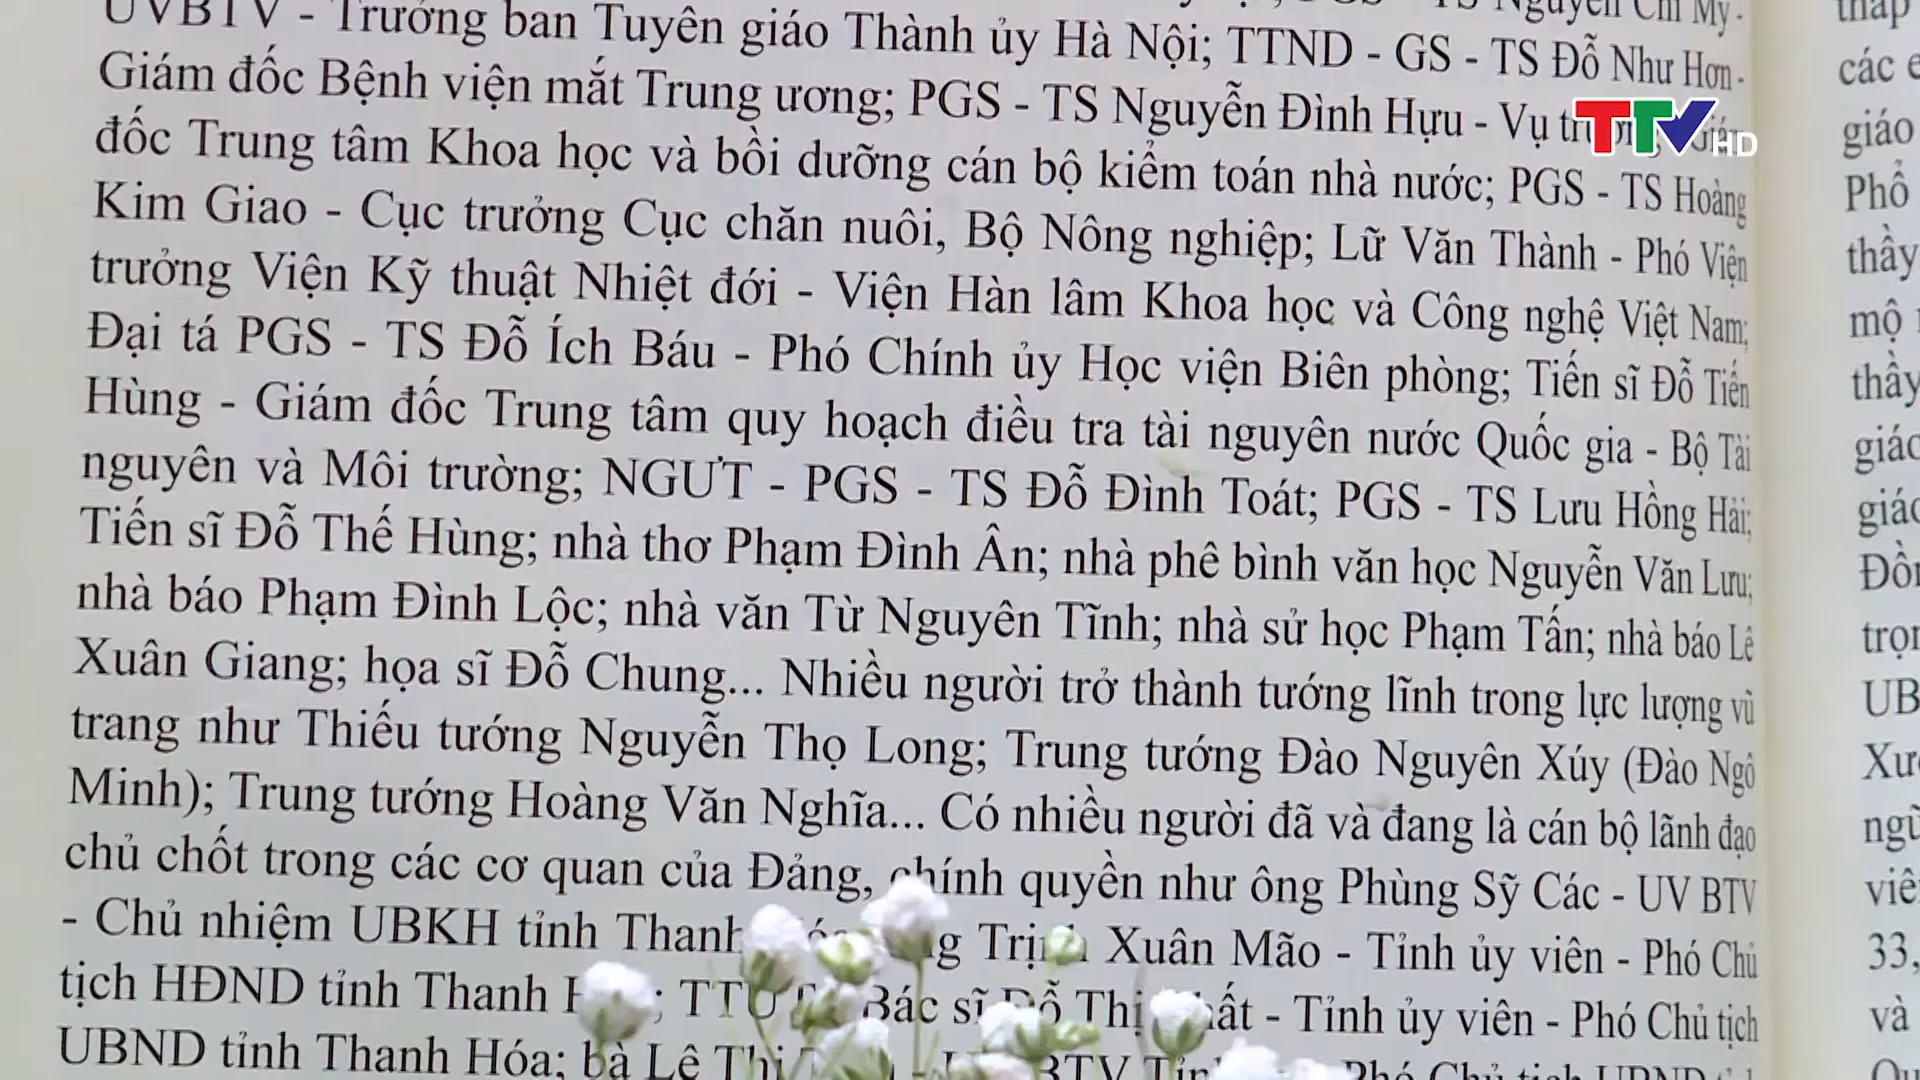 UVBTV - Trưởng ban Tuyên giáo Thành ủy Hà Nội; TTND - GS - TS Đỗ Như Hơn -
Giám đốc Bệnh viện mắt Trung ương; PGS - TS Nguyễn Đình Hựu - Vụ
đốc Trung tâm Khoa học và bồi dưỡng cán bộ kiểm toán nhà nước; PGS - TS Hoàng
Kim Giao - Cục trưởng Cục chăn nuôi, Bộ Nông nghiệp; Lữ Văn Thành - Phó Viện
trưởng Viện Kỹ thuật Nhiệt đới - Viện Hàn lâm Khoa học và Công nghệ Việt Nam;
Đại tá PGS - TS Đỗ Ích Báu - Phó Chính ủy Học viện Biên phòng; Tiến sĩ Đỗ Tiến
Hùng - Giám đốc Trung tâm quy hoạch điều tra tài nguyên nước Quốc gia - Bộ Tài
nguyên và Môi trường; NGƯT - PGS - TS Đỗ Đình Toát; PGS - TS Lưu Hồng Hải;
Tiến sĩ Đỗ Thế Hùng; nhà thơ Phạm Đình Ân; nhà phê bình văn học Nguyễn Văn Lưu;
nhà báo Phạm Đình Lộc; nhà văn Từ Nguyên Tĩnh; nhà sử học Phạm Tấn; nhà báo Lê
Xuân Giang; họa sĩ Đỗ Chung... Nhiều người trở thành tướng lĩnh trong lực lượng vũ
trang như Thiếu tướng Nguyễn Thọ Long; Trung tướng Đào Nguyên Xúy (Đào Ngô
Minh); Trung tướng Hoàng Văn Nghĩa... Có nhiều người đã và đang là cán bộ lãnh đạo
chủ chốt trong các cơ quan của Đảng, chính quyền như ông Phùng Sỹ Các - UV BTV
- Chủ nhiệm UBKH tỉnh Thanh Trịnh Xuân Mão - Tỉnh ủy viên - Phó Chủ
tịch HĐND tỉnh Thanh Bác sĩ Đỗ Thị - Tỉnh ủy viên - Phó Chủ tịch
UBND tỉnh Thanh Hóa; bà Lê Thị Phó Chủ tịch UBND
TTV HD
các
giáo
Phổ
thầy
mộ
thầy
trọn
UB
33,
và